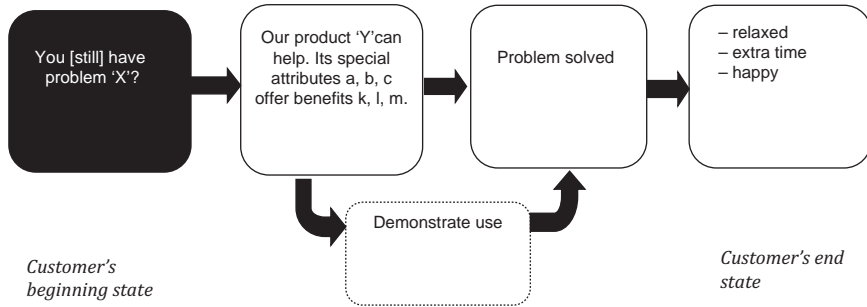 You [still] have
problem ‘X’?
Our product ‘Y’can
help. Its special
attributes a, b, c
offer benefits k, l, m.
Problem solved
– relaxed
– extra time
– happy
Demonstrate use
Customer’s
beginning state
Customer’s end
state